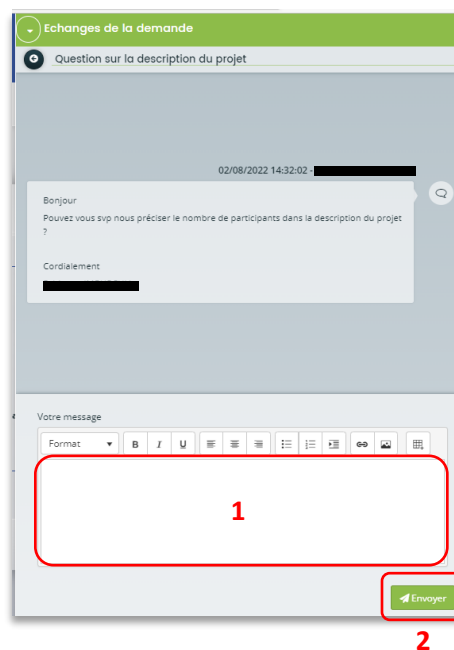 Echanges de la demande
Question sur la description du projet
02/08/2022 14:32:02 -
Bonjour
Pouvez vous svp nous préciser le nombre de participants dans la description du projet
?
Cordialement
Votre message
Format B I U
1
Envoyer
2